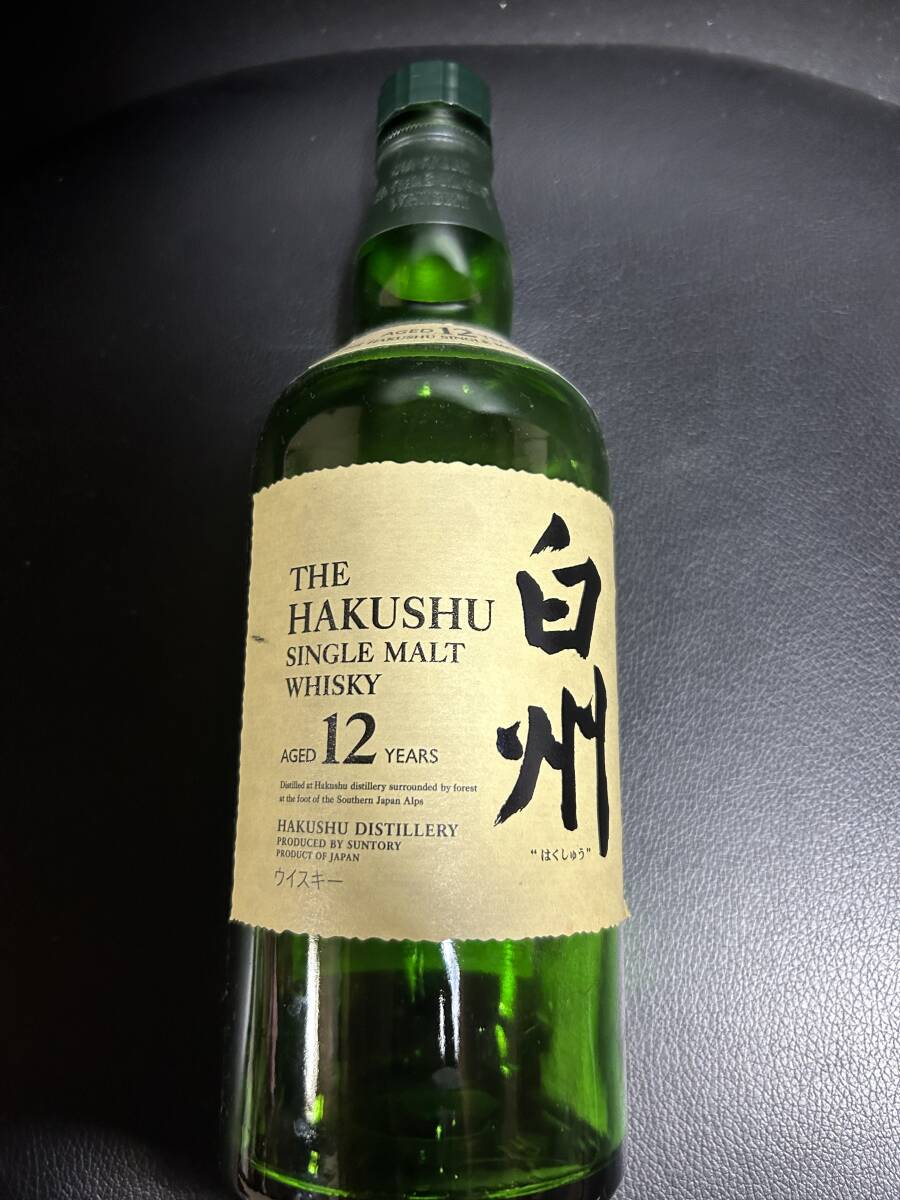 AGED 12
HAKUSHU SINGLE M
THE
HAKUSHU
SINGLE MALT
WHISKY
AGED 12 YEARS
Distilled at Hakushu distillery surrounded by forest
at the foot of the Southern Japan Alps
HAKUSHU DISTILLERY
PRODUCED BY SUNTORY
PRODUCT OF JAPAN
ウイスキー
白州
“はくしゅう”